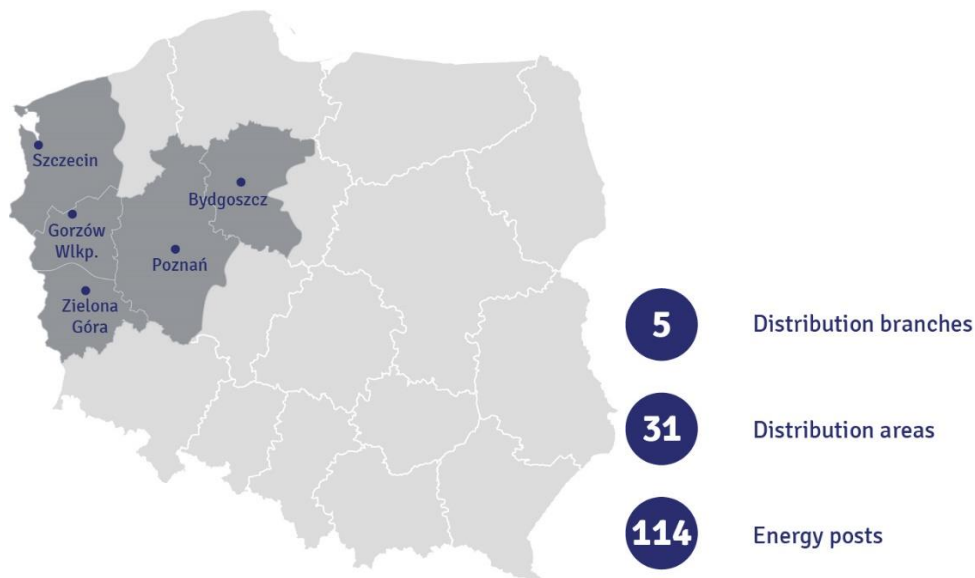 Szczecin
Bydgoszcz
Gorzów
Wlkp.
Poznań
Zielona
Góra
5 Distribution branches
31 Distribution areas
114 Energy posts